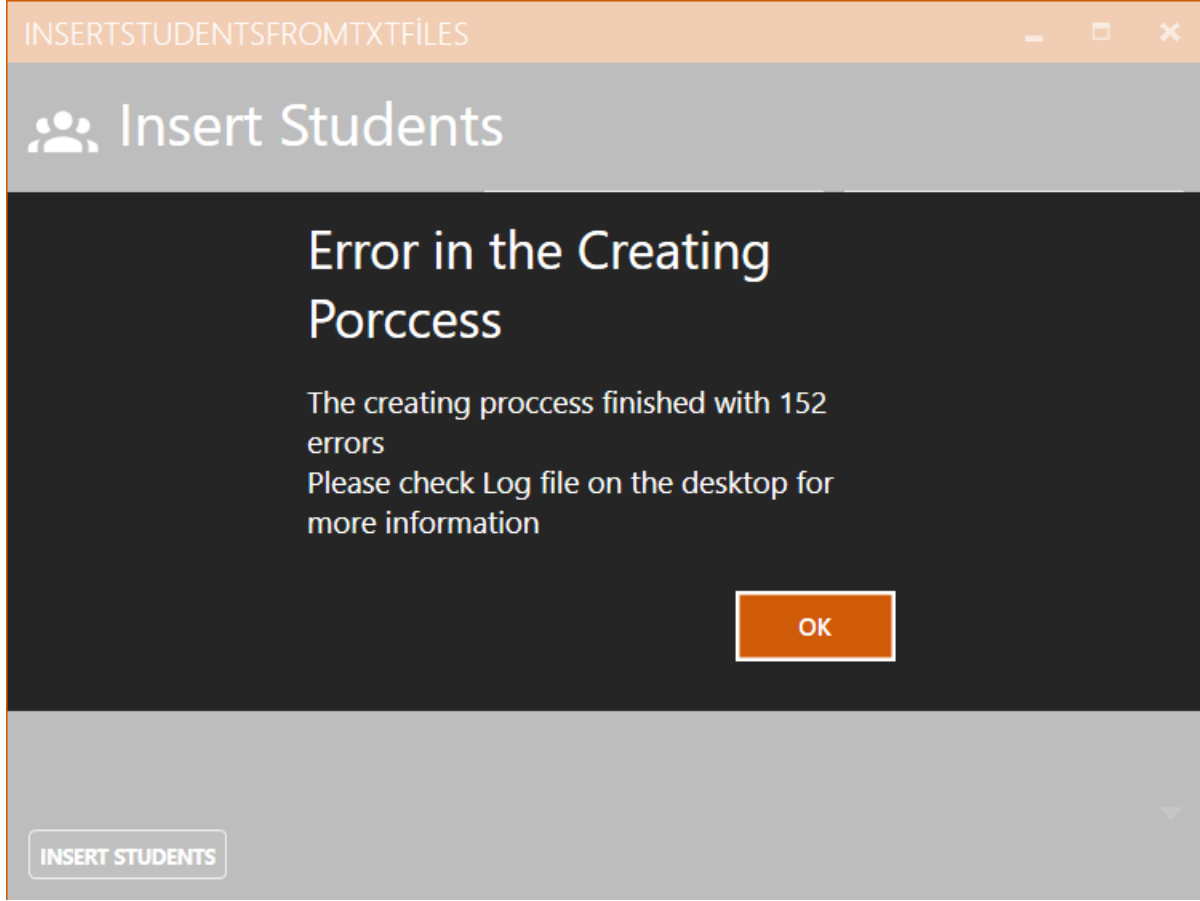 INSERTSTUDENTSFROMTXTFİLES
Insert Students
Error in the Creating
Porccess
The creating proccess finished with 152
errors
Please check Log file on the desktop for
more information
OK
INSERT STUDENTS